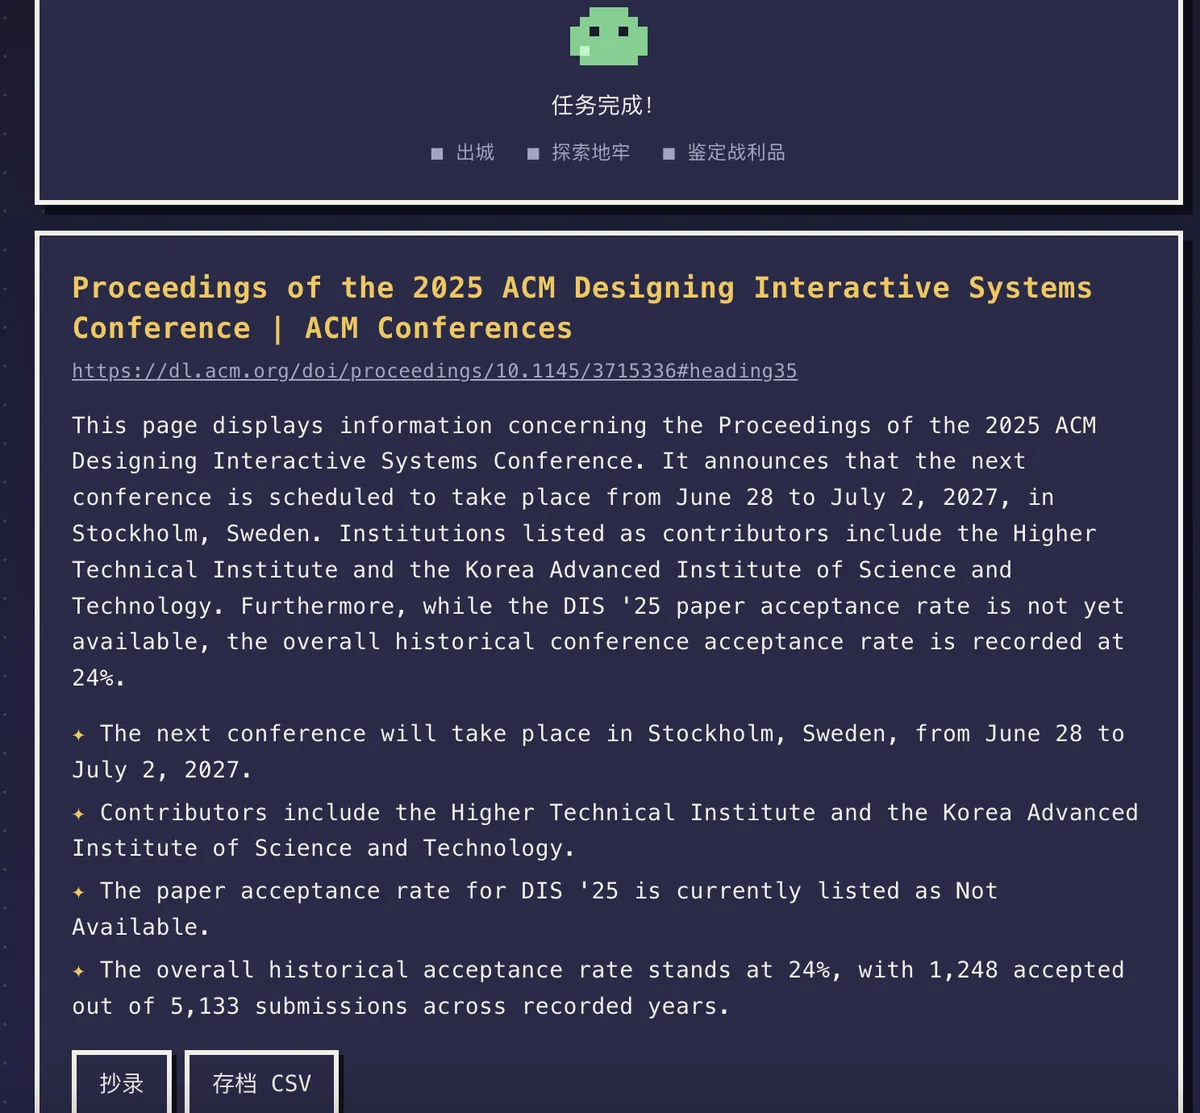 任务完成!
■ 出城 ■ 探索地牢 ■ 鉴定战利品
Proceedings of the 2025 ACM Designing Interactive Systems
Conference | ACM Conferences
https://dl.acm.org/doi/proceedings/10.1145/3715336#heading35
This page displays information concerning the Proceedings of the 2025 ACM
Designing Interactive Systems Conference. It announces that the next
conference is scheduled to take place from June 28 to July 2, 2027, in
Stockholm, Sweden. Institutions listed as contributors include the Higher
Technical Institute and the Korea Advanced Institute of Science and
Technology. Furthermore, while the DIS '25 paper acceptance rate is not yet
available, the overall historical conference acceptance rate is recorded at
24%.
✦ The next conference will take place in Stockholm, Sweden, from June 28 to
July 2, 2027.
✦ Contributors include the Higher Technical Institute and the Korea Advanced
Institute of Science and Technology.
✦ The paper acceptance rate for DIS '25 is currently listed as Not
Available.
✦ The overall historical acceptance rate stands at 24%, with 1,248 accepted
out of 5,133 submissions across recorded years.
抄录 存档 CSV